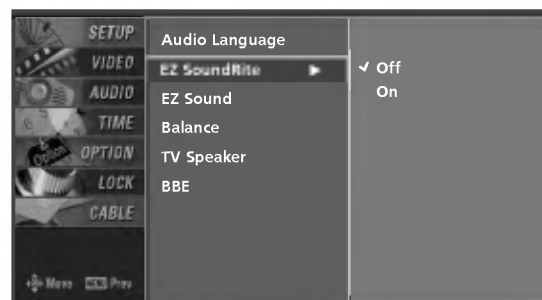 SETUP
VIDEO
AUDIO
TIME
OPTION
LOCK
CABLE
Move Prev
Audio Language
EZ SoundRite
EZ Sound
Balance
TV Speaker
BBE
Off
On